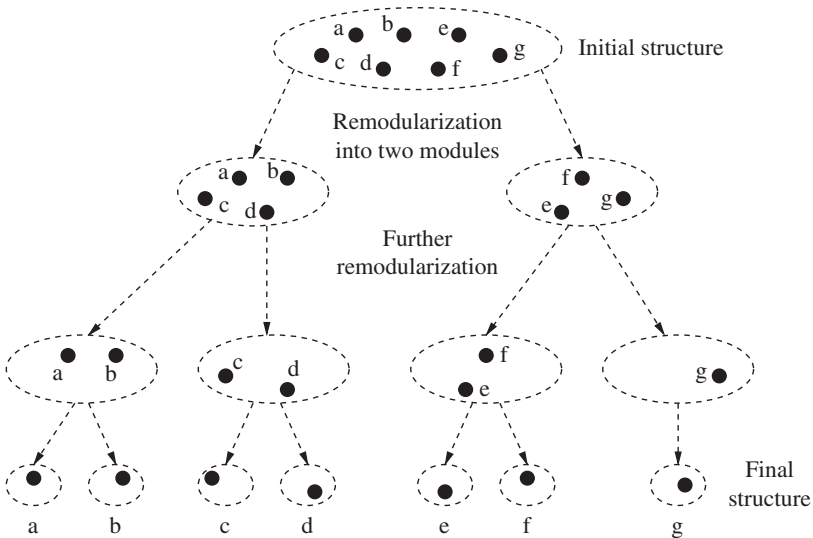 a b e
c d f g
Initial structure
Remodularization
into two modules
a b
c d
f
e g
Further
remodularization
a b
c d
f
e
g
Final
structure
a b c d e f g